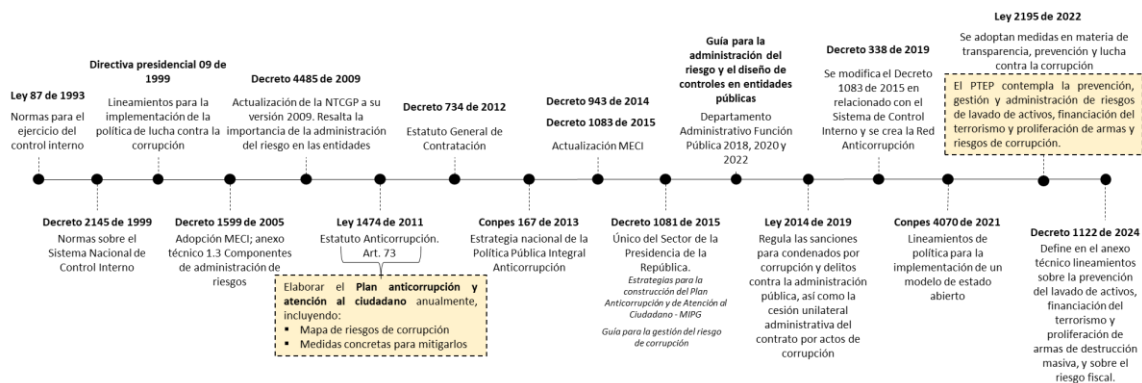 Ley 87 de 1993
Normas para el
ejercicio del
control interno
Decreto 2145 de 1999
Normas sobre el
Sistema Nacional de
Control Interno
Directiva presidencial 09 de
1999
Lineamientos para la
implementación de la
política de lucha contra la
corrupción
Decreto 1599 de 2005
Adopción MECI; anexo
técnico 1.3 Componentes
de administración de
riesgos
Decreto 4485 de 2009
Actualización de la NTCGP a su
versión 2009. Resalta la
importancia de la administración
del riesgo en las entidades
Ley 1474 de 2011
Estatuto Anticorrupción.
Art. 73
Elaborar el Plan anticorrupción y
atención al ciudadano anualmente,
incluyendo:
▪ Mapa de riesgos de corrupción
▪ Medidas concretas para mitigarlos
Decreto 734 de 2012
Estatuto General de
Contratación
Conpes 167 de 2013
Estrategia nacional de la
Política Pública Integral
Anticorrupción
Decreto 943 de 2014
Decreto 1083 de 2015
Actualización MECI
Decreto 1081 de 2015
Único del Sector de la
Presidencia de la
República.
Estrategias para la
construcción del Plan
Anticorrupción y de Atención al
Ciudadano - MIPG
Guía para la gestión del riesgo
de corrupción
Guía para la
administración del
riesgo y el diseño de
controles en entidades
públicas
Departamento
Administrativo Función
Pública 2018, 2020 y
2022
Ley 2014 de 2019
Regula las sanciones
para condenados por
corrupción y delitos
contra la administración
pública, así como la
cesión unilateral
administrativa del
contrato por actos de
corrupción
Decreto 338 de 2019
Se modifica el Decreto
1083 de 2015 en
relacionado con el
Sistema de Control
Interno y se crea la Red
Anticorrupción
Conpes 4070 de 2021
Lineamientos de
política para la
implementación de un
modelo de estado
abierto
Ley 2195 de 2022
Se adoptan medidas en materia de
transparencia, prevención y lucha
contra la corrupción
El PTEP contempla la prevención,
gestión y administración de riesgos
de lavado de activos, financiación
del terrorismo y proliferación de armas y
riesgos de corrupción.
Decreto 1122 de 2024
Define en el anexo
técnico lineamientos
sobre la prevención
del lavado de activos,
financiación del
terrorismo y
proliferación de
armas de destrucción
masiva, y sobre el
riesgo fiscal.